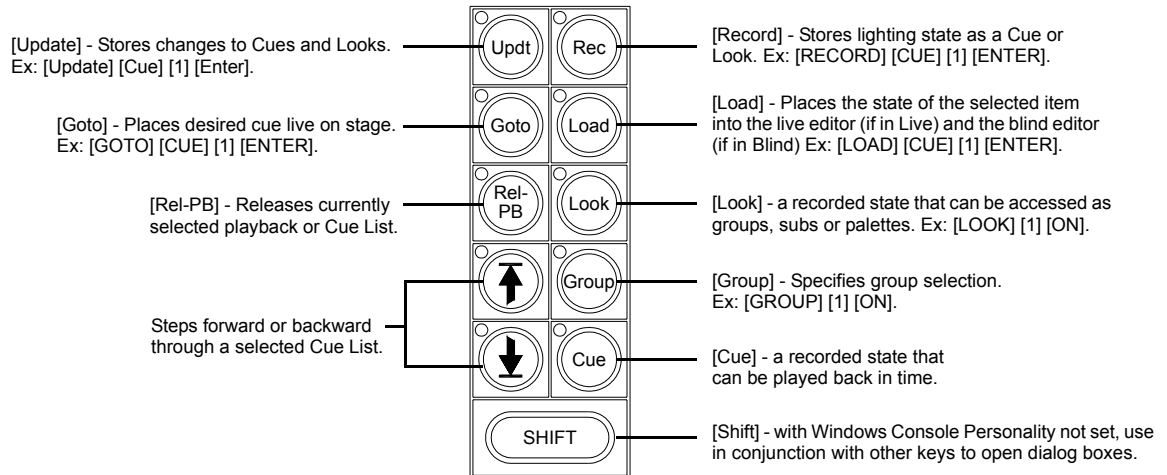 [Update] - Stores changes to Cues and Looks.
Ex: [Update] [Cue] [1] [Enter].
Updt
Rec
[Record] - Stores lighting state as a Cue or
Look. Ex: [RECORD] [CUE] [1] [ENTER].
[Goto] - Places desired cue live on stage.
Ex: [GOTO] [CUE] [1] [ENTER].
Goto
Load
[Load] - Places the state of the selected item
into the live editor (if in Live) and the blind editor
(if in Blind) Ex: [LOAD] [CUE] [1] [ENTER].
[Rel-PB] - Releases currently
selected playback or Cue List.
Rel-
PB
Look
[Look] - a recorded state that can be accessed as
groups, subs or palettes. Ex: [LOOK] [1] [ON].
Group
[Group] - Specifies group selection.
Ex: [GROUP] [1] [ON].
Steps forward or backward
through a selected Cue List.
Cue
[Cue] - a recorded state that
can be played back in time.
SHIFT
[Shift] - with Windows Console Personality not set, use
in conjunction with other keys to open dialog boxes.